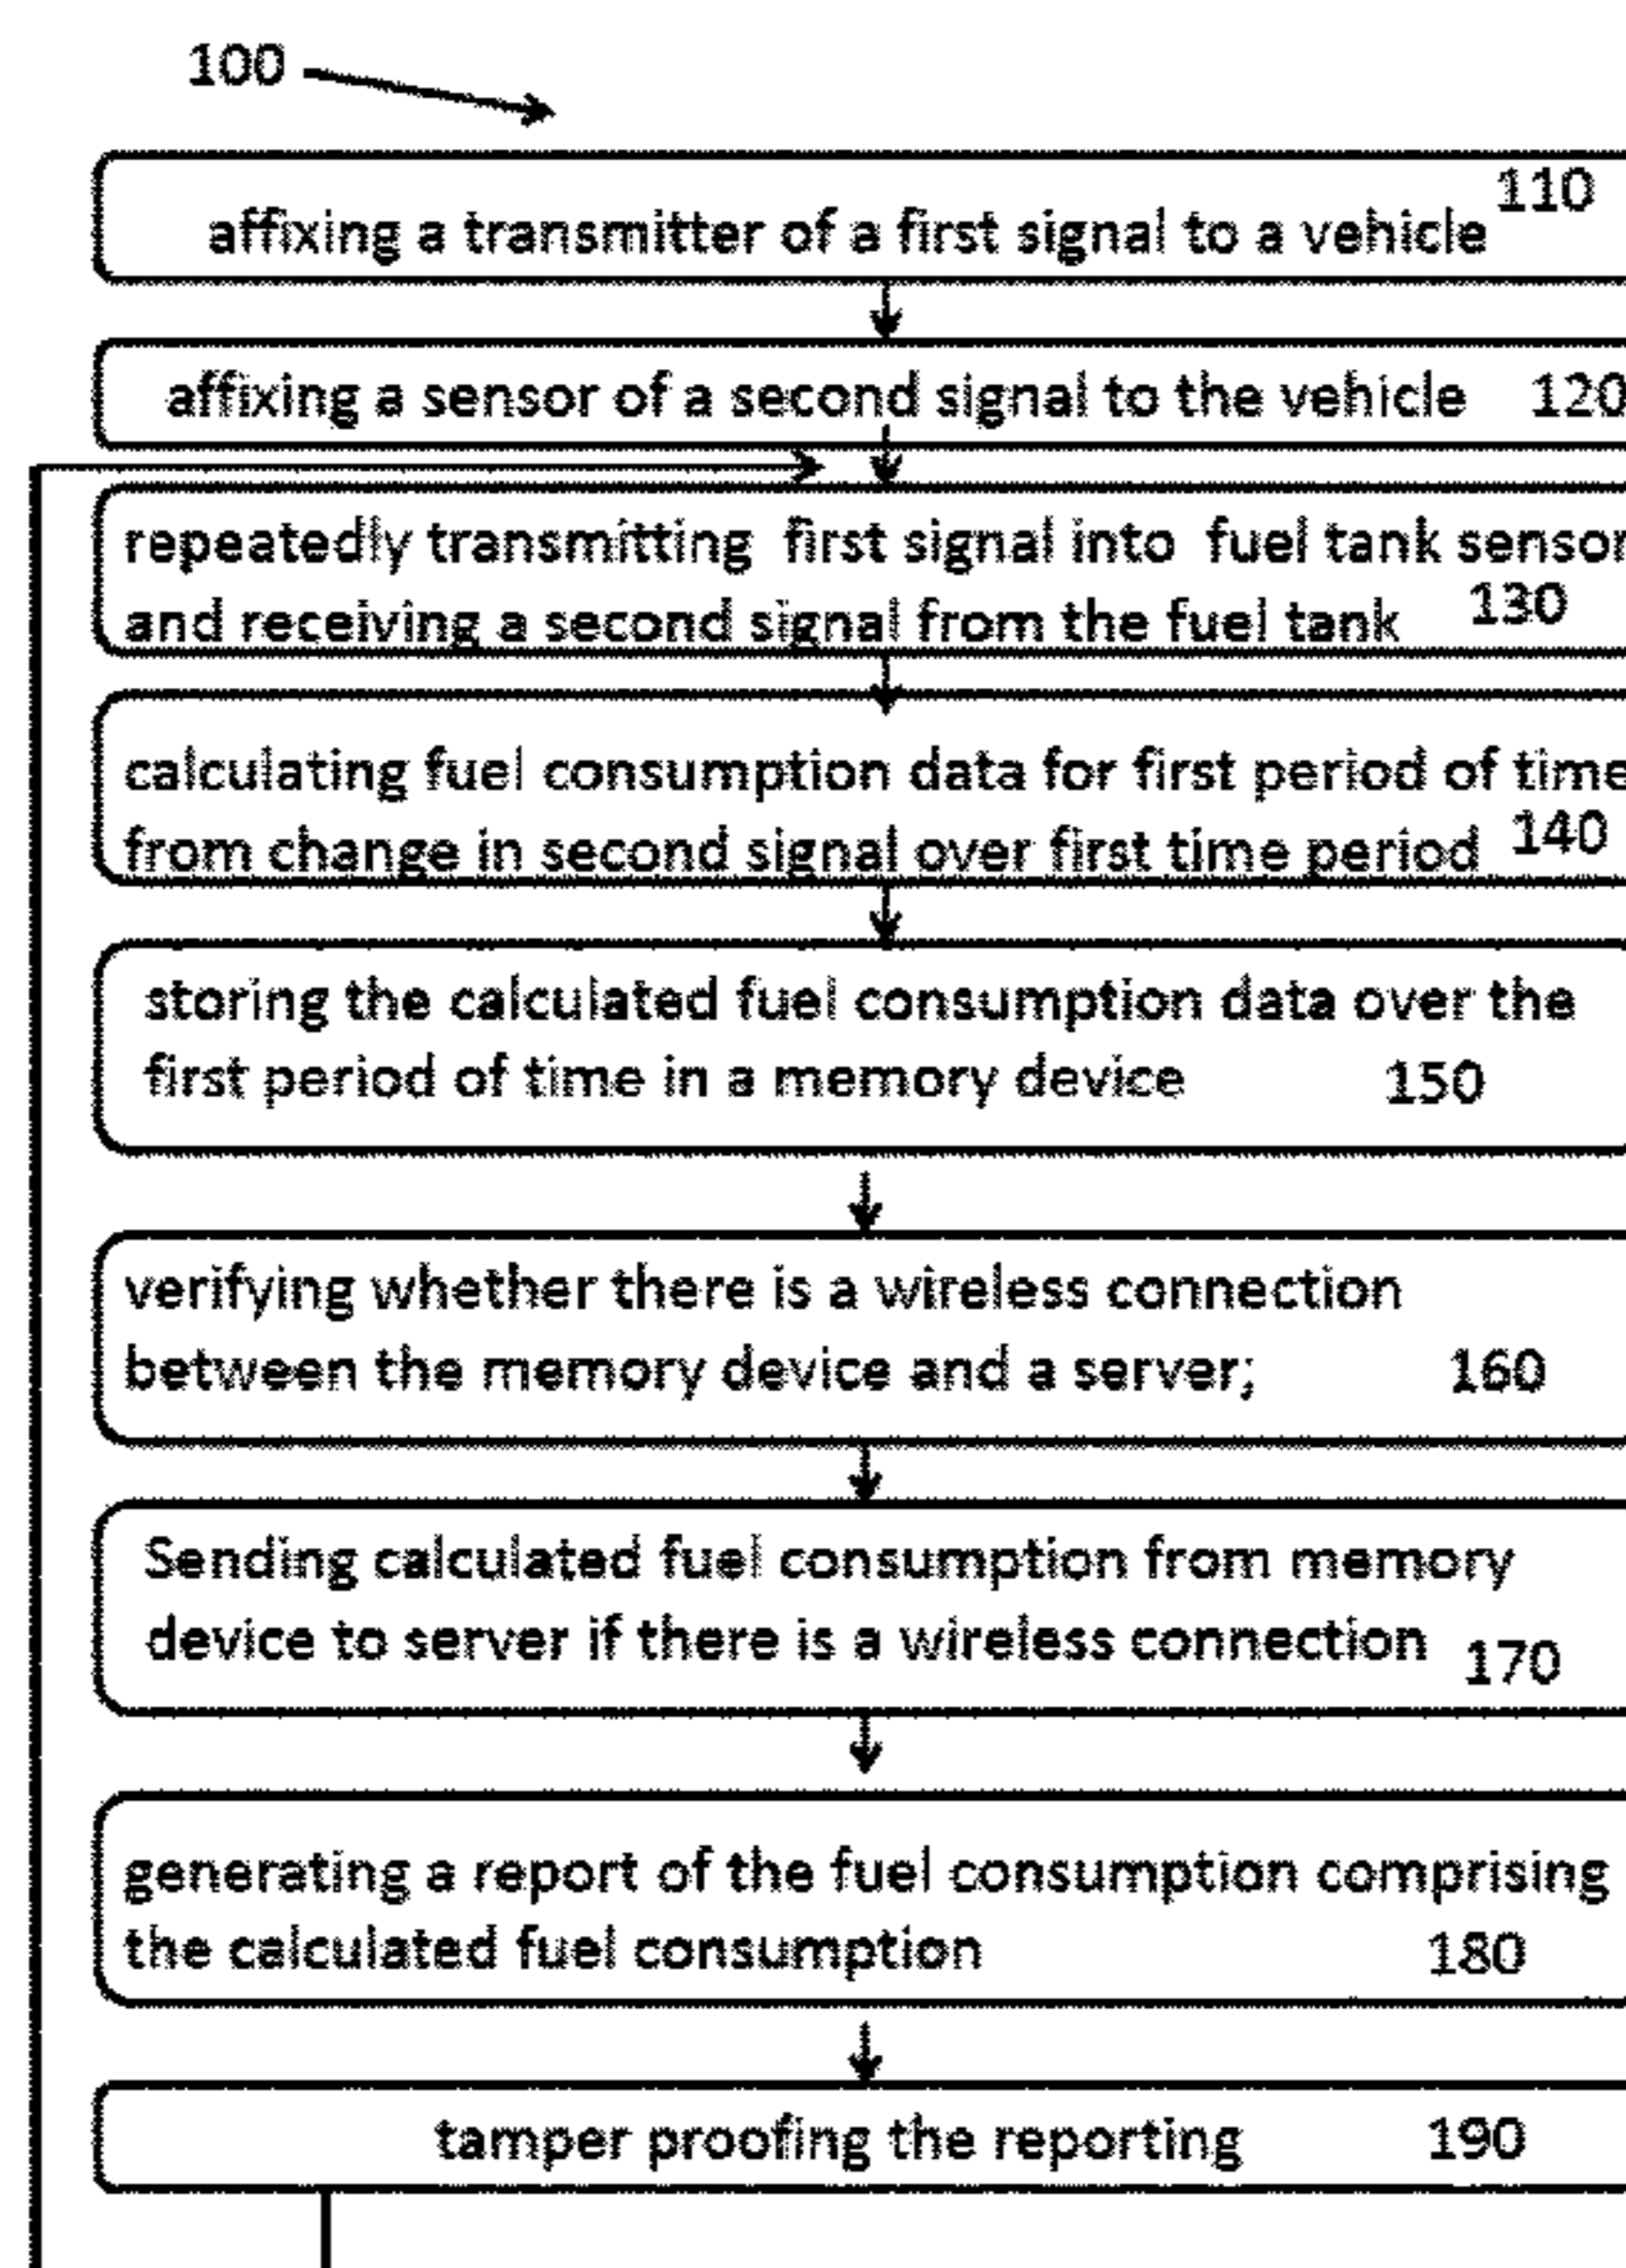 100
110
affixing a transmitter of a first signal to a vehicle
affixing a sensor of a second signal to the vehicle 120
repeatedly transmitting first signal into fuel tank sensor
and receiving a second signal from the fuel tank 130
calculating fuel consumption data for first period of time
from change in second signal over first time period 140
storing the calculated fuel consumption data over the
first period of time in a memory device 150
verifying whether there is a wireless connection
between the memory device and a server; 160
Sending calculated fuel consumption from memory
device to server if there is a wireless connection 170
generating a report of the fuel consumption comprising
the calculated fuel consumption 180
tamper proofing the reporting 190